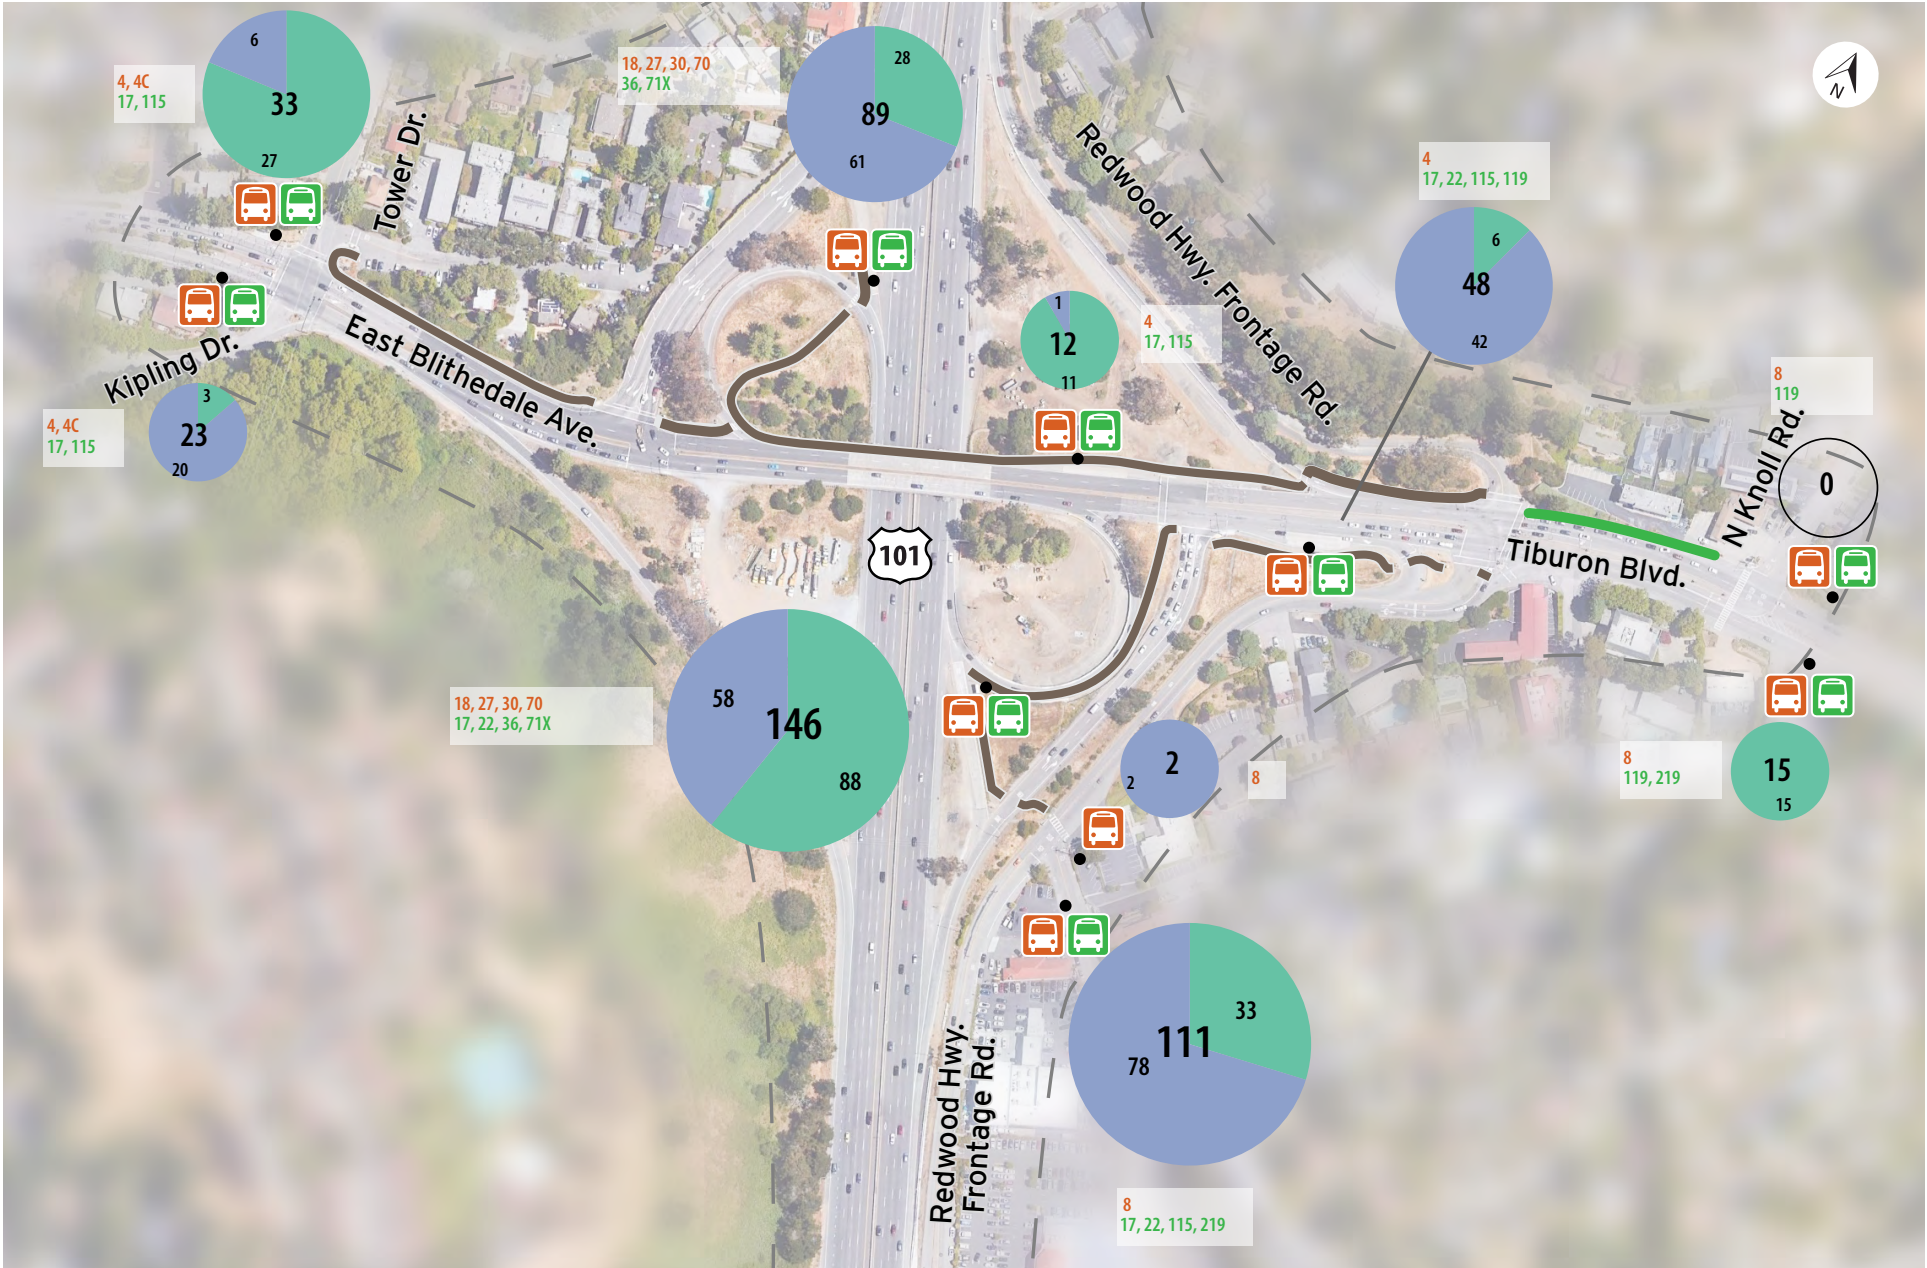 6
33
27
4, 4C
17, 115
18, 27, 30, 70
36, 71X
28
89
61
N
Tower Dr.
Redwood Hwy. Frontage Rd.
4
17, 22, 115, 119
6
48
42
Kipling Dr.
East Blithedale Ave.
1
12
11
4
17, 115
8
119
0
N Knoll Rd.
3
23
20
4, 4C
17, 115
101
Tiburon Blvd.
18, 27, 30, 70
17, 22, 36, 71X
58
146
88
2
2
8
8
119, 219
15
15
33
111
78
Redwood Hwy.
Frontage Rd.
8
17, 22, 115, 219